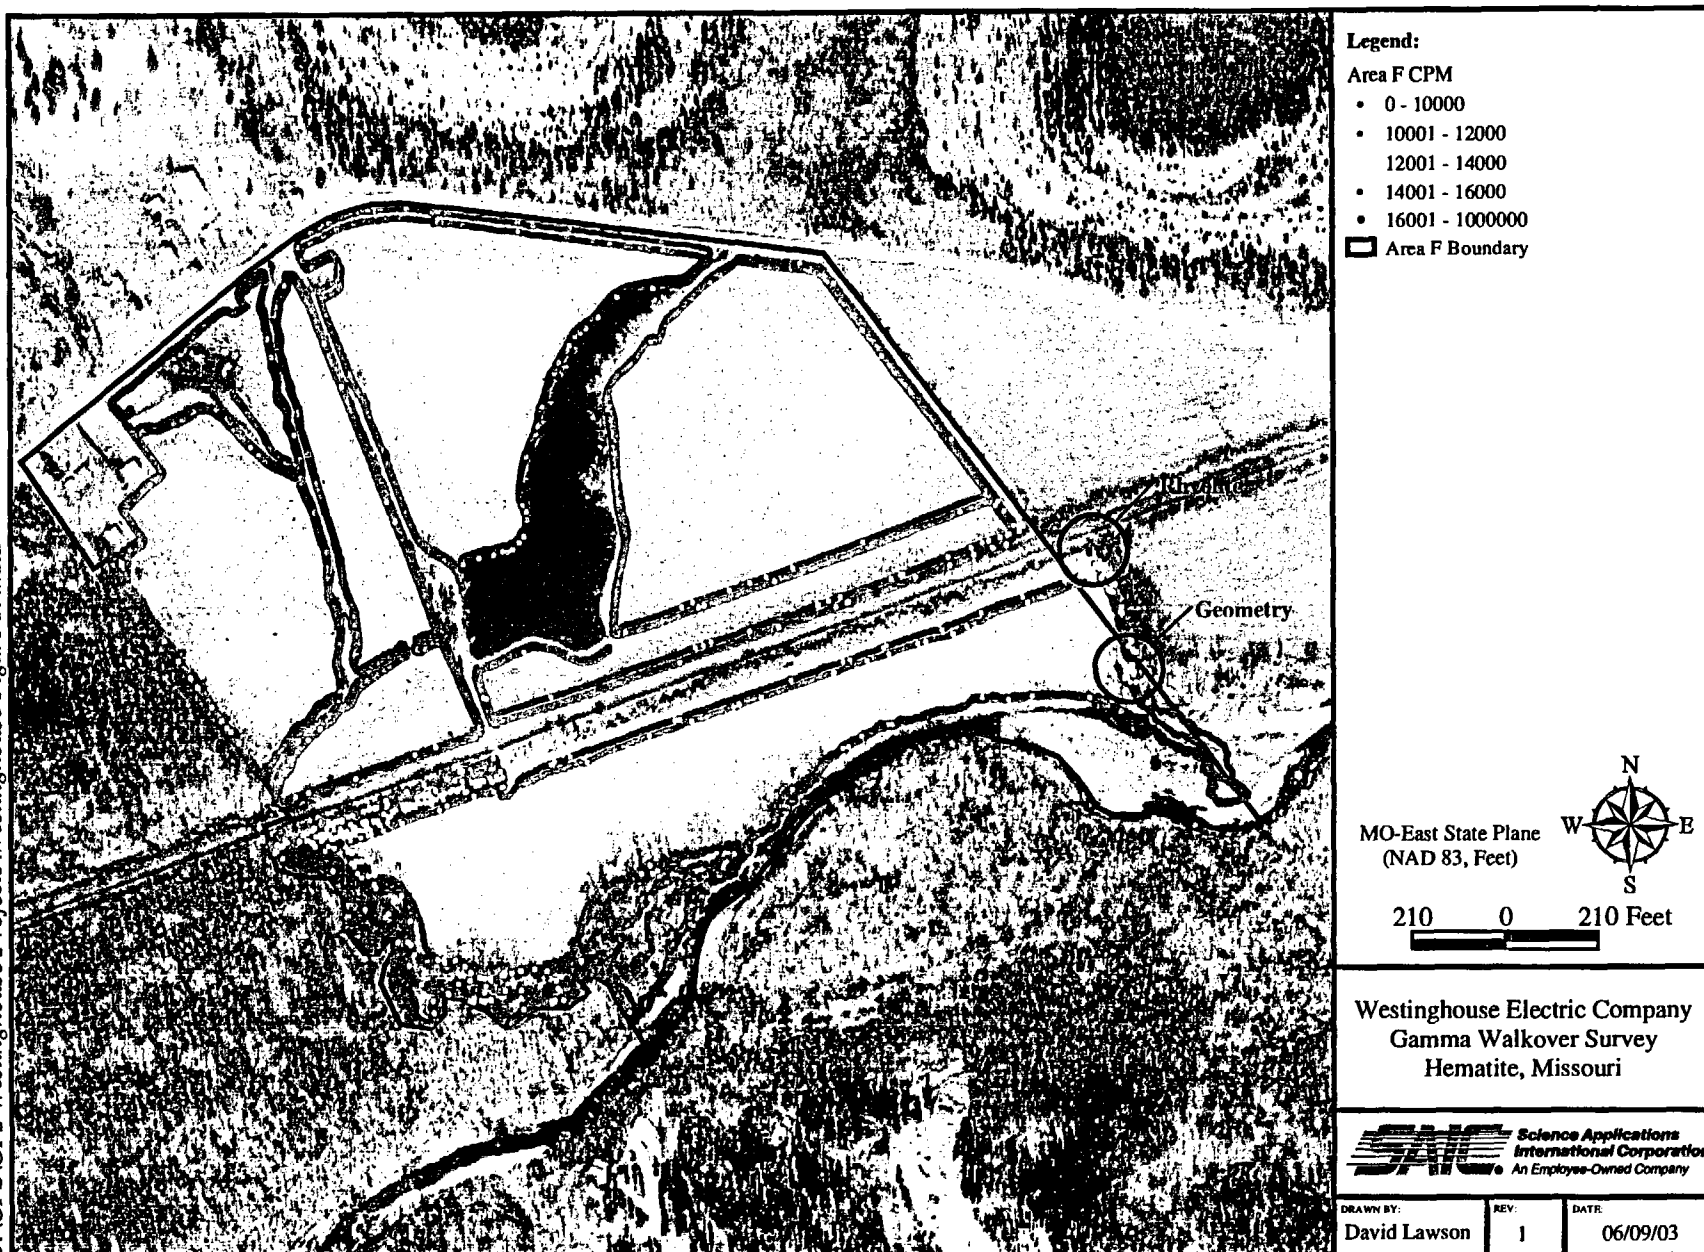 Legend:
Area F CPM
0 - 10000
10001 - 12000
12001 - 14000
14001 - 16000
16001 - 1000000
Area F Boundary
Geometry
N
W
E
S
MO-East State Plane
(NAD 83, Feet)
210 0 210 Feet
Westinghouse Electric Company
Gamma Walkover Survey
Hematite, Missouri
SAIC
Science Applications
International Corporation
An Employee-Owned Company
DRAWN BY:
David Lawson
REV:
1
DATE:
06/09/03